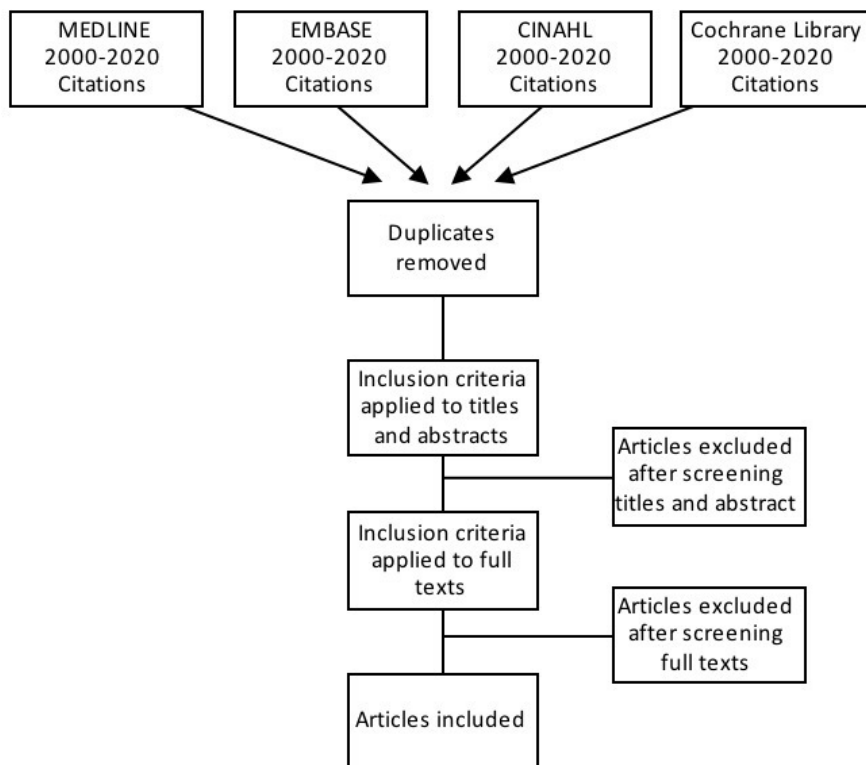 MEDLINE
2000-2020
Citations
EMBASE
2000-2020
Citations
CINAHL
2000-2020
Citations
Cochrane Library
2000-2020
Citations
Duplicates
removed
Inclusion criteria
applied to titles
and abstracts
Articles excluded
after screening
titles and abstract
Inclusion criteria
applied to full
texts
Articles excluded
after screening
full texts
Articles included